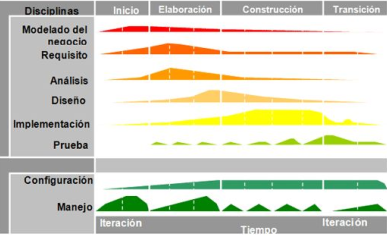 Disciplinas Inicio Elaboración Construcción Transición
Modelado del
negocio
Requisito
Análisis
Diseño
Implementación
Prueba
Configuración
Manejo
Iteración Tiempo Iteración